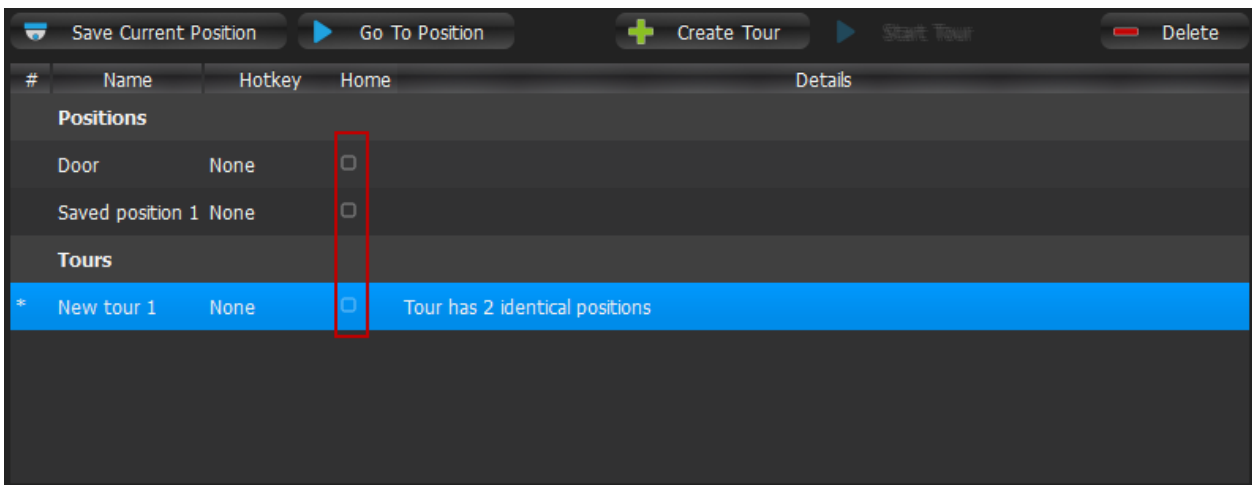 Save Current Position Go To Position Create Tour Start Tour Delete
# Name Hotkey Home Details
Positions
Door None
Saved position 1 None
Tours
* New tour 1 None Tour has 2 identical positions